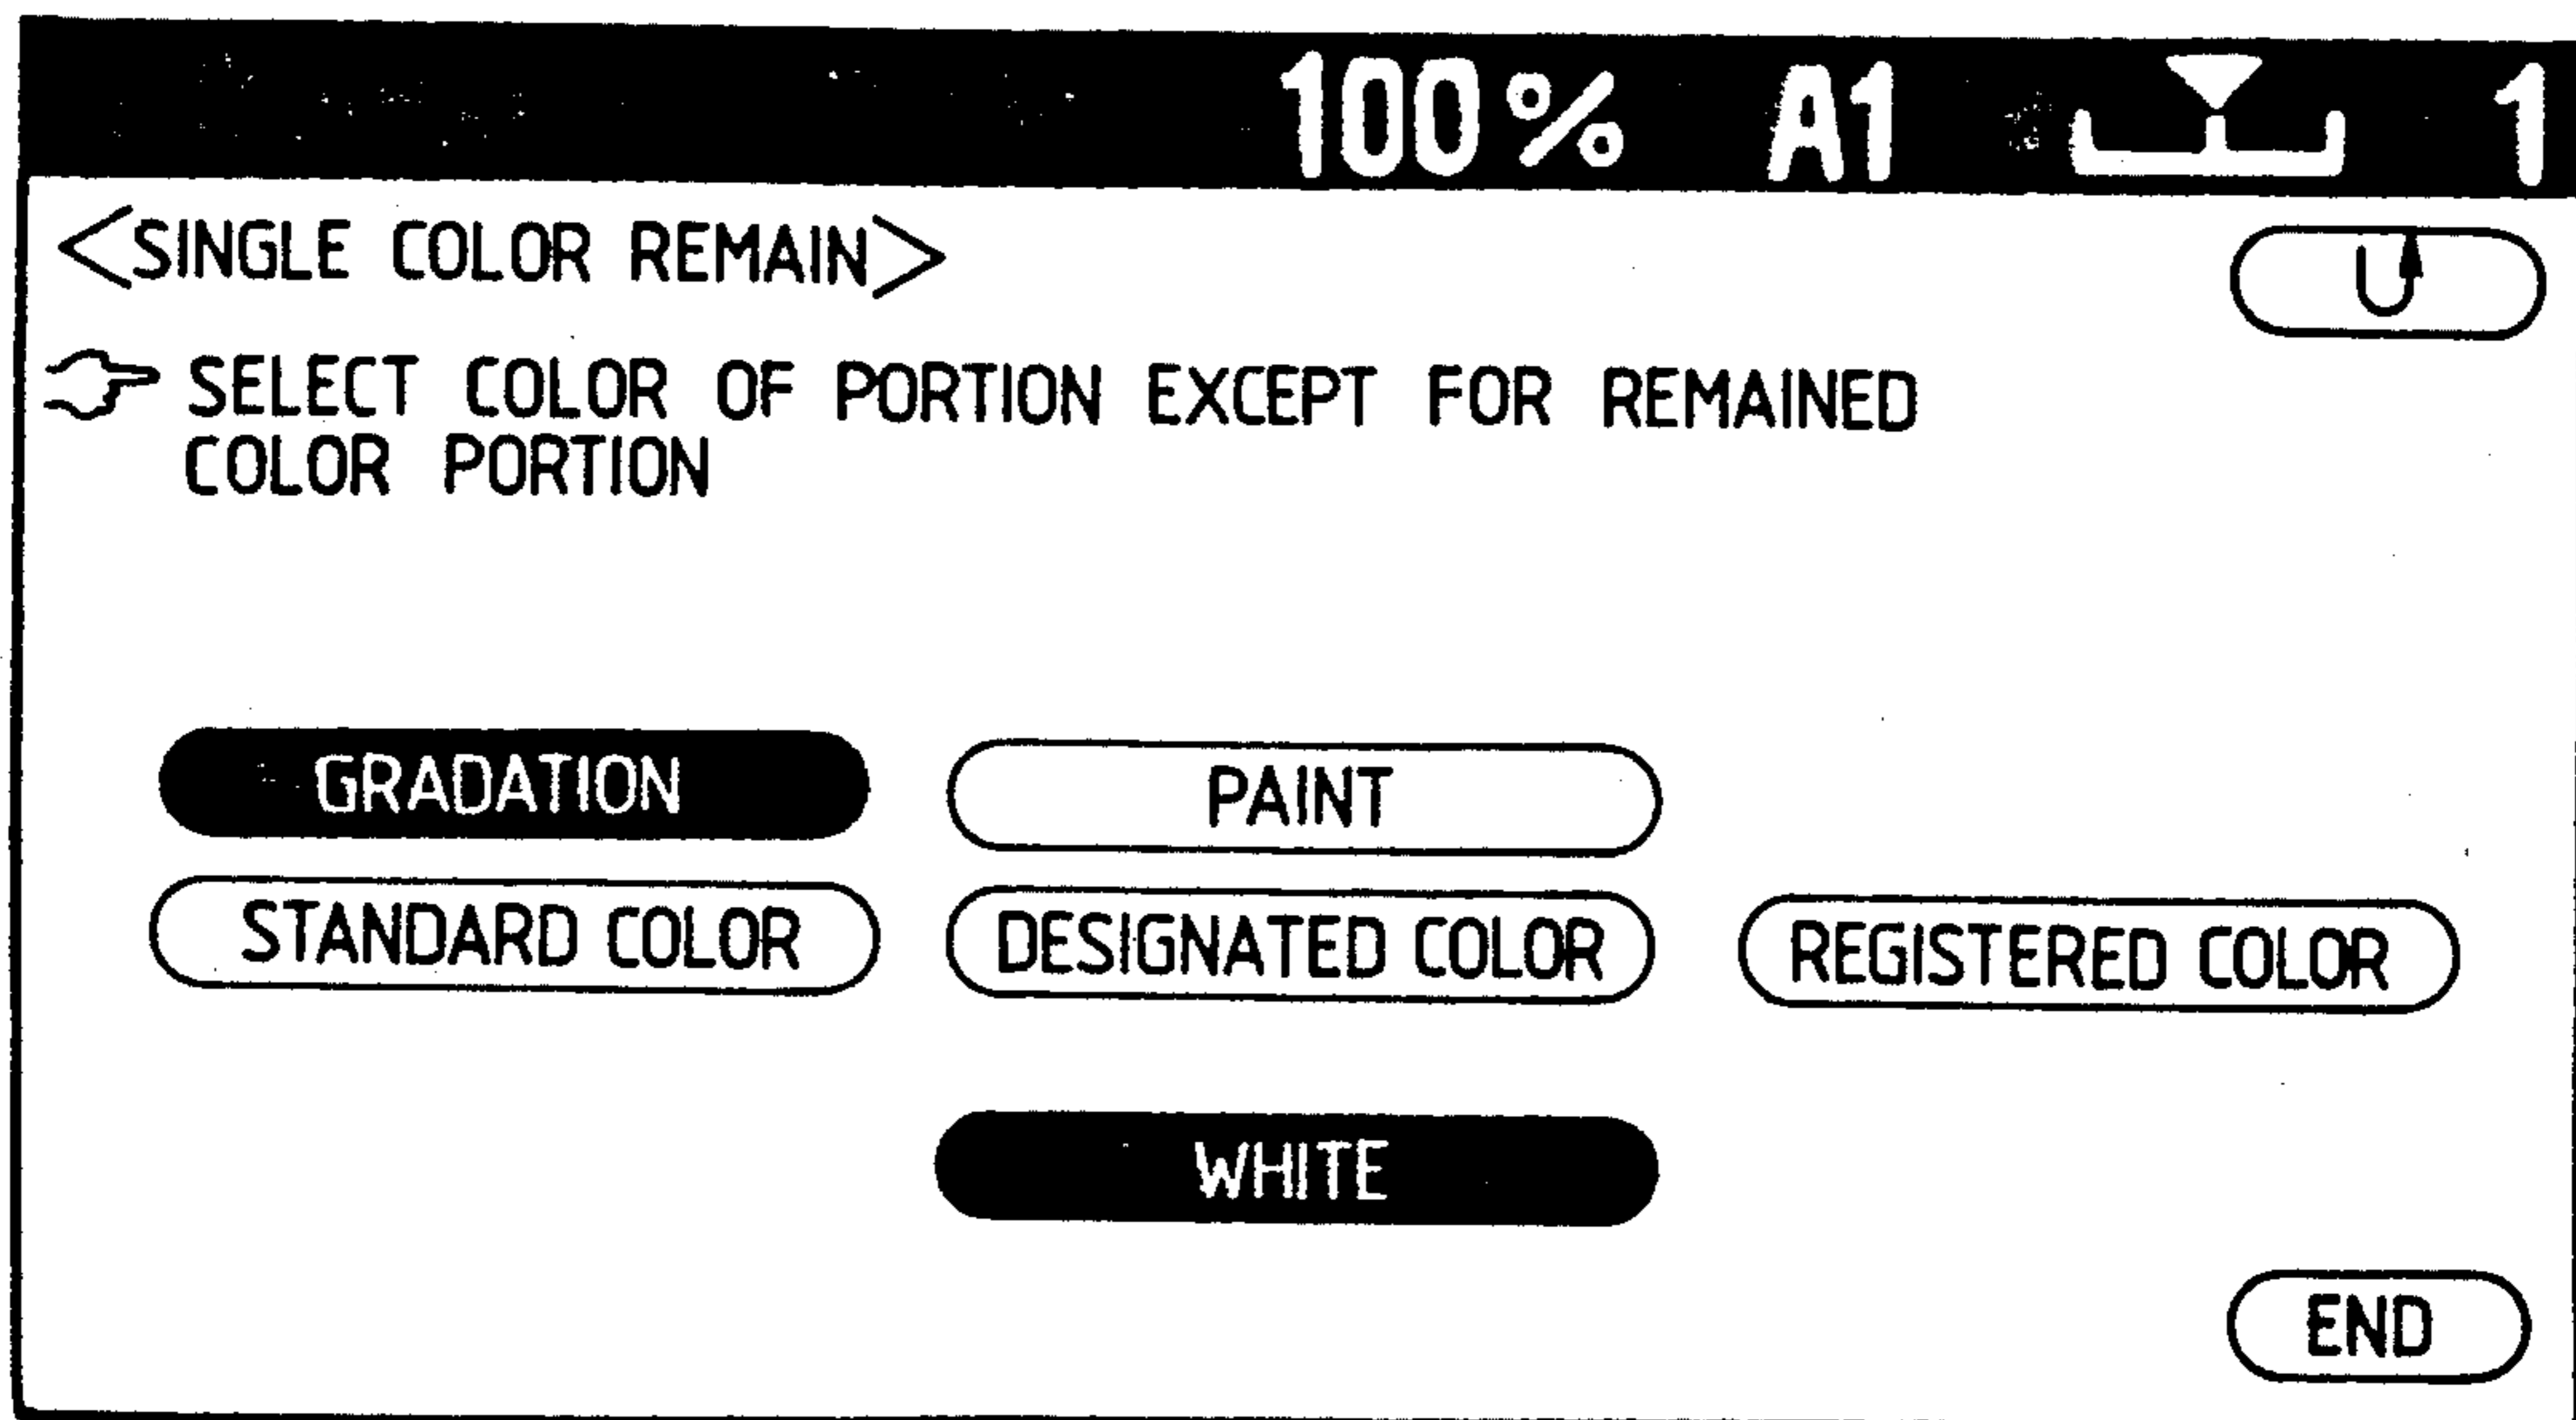 100% A1 1
<SINGLE COLOR REMAIN>
SELECT COLOR OF PORTION EXCEPT FOR REMAINED
COLOR PORTION
GRADATION PAINT
STANDARD COLOR DESIGNATED COLOR REGISTERED COLOR
WHITE
END